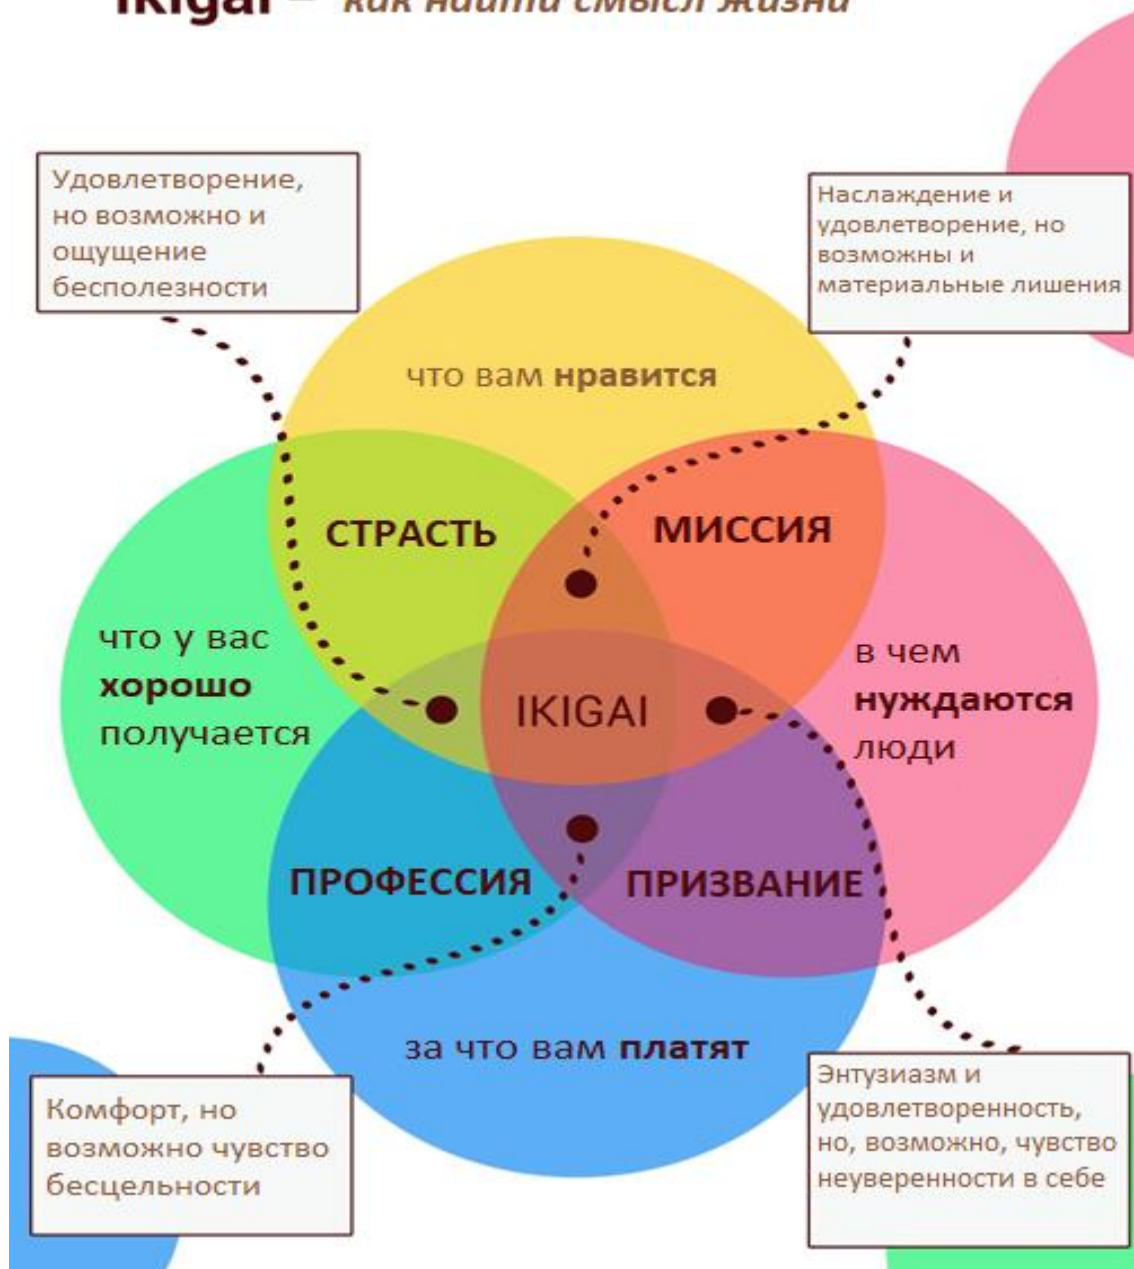 Ikigai – как найти смысл жизни
Удовлетворение,
но возможно и
ощущение
бесполезности
Наслаждение и
удовлетворение, но
возможны и
материальные лишения
что вам нравится
СТРАСТЬ
МИССИЯ
что у вас
хорошо
получается
в чем
нуждаются
люди
IKIGAI
ПРОФЕССИЯ
ПРИЗВАНИЕ
за что вам платят
Комфорт, но
возможно чувство
бесцельности
Энтузиазм и
удовлетворенность,
но, возможно, чувство
неуверенности в себе